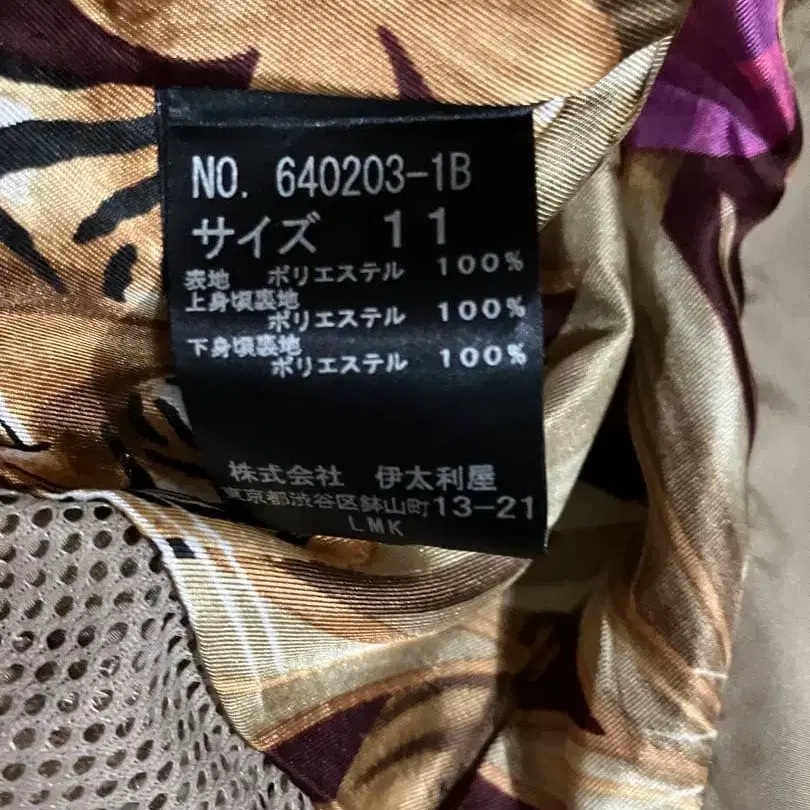 NO. 640203-1B
サイズ 11
表地 ポリエステル 100%
上身頃裏地
ポリエステル 100%
下身頃裏地
ポリエステル 100%
株式会社 伊太利屋
東京都渋谷区鉢山町13-21
LMK